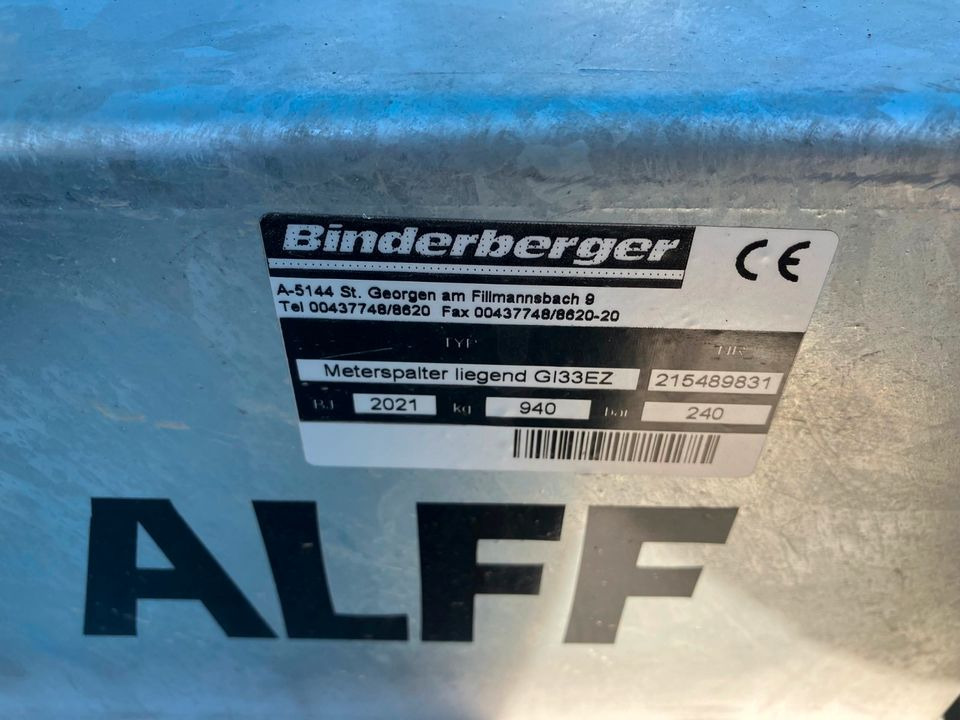 Binderberger
CE
A-5144 St. Georgen am Fillmannsbach 9
Tel 00437748/8620 Fax 00437748/8620-20
TYP NR
Meterspalter liegend GI33EZ 215489831
BJ 2021 kg 940 bar 240
ALFF